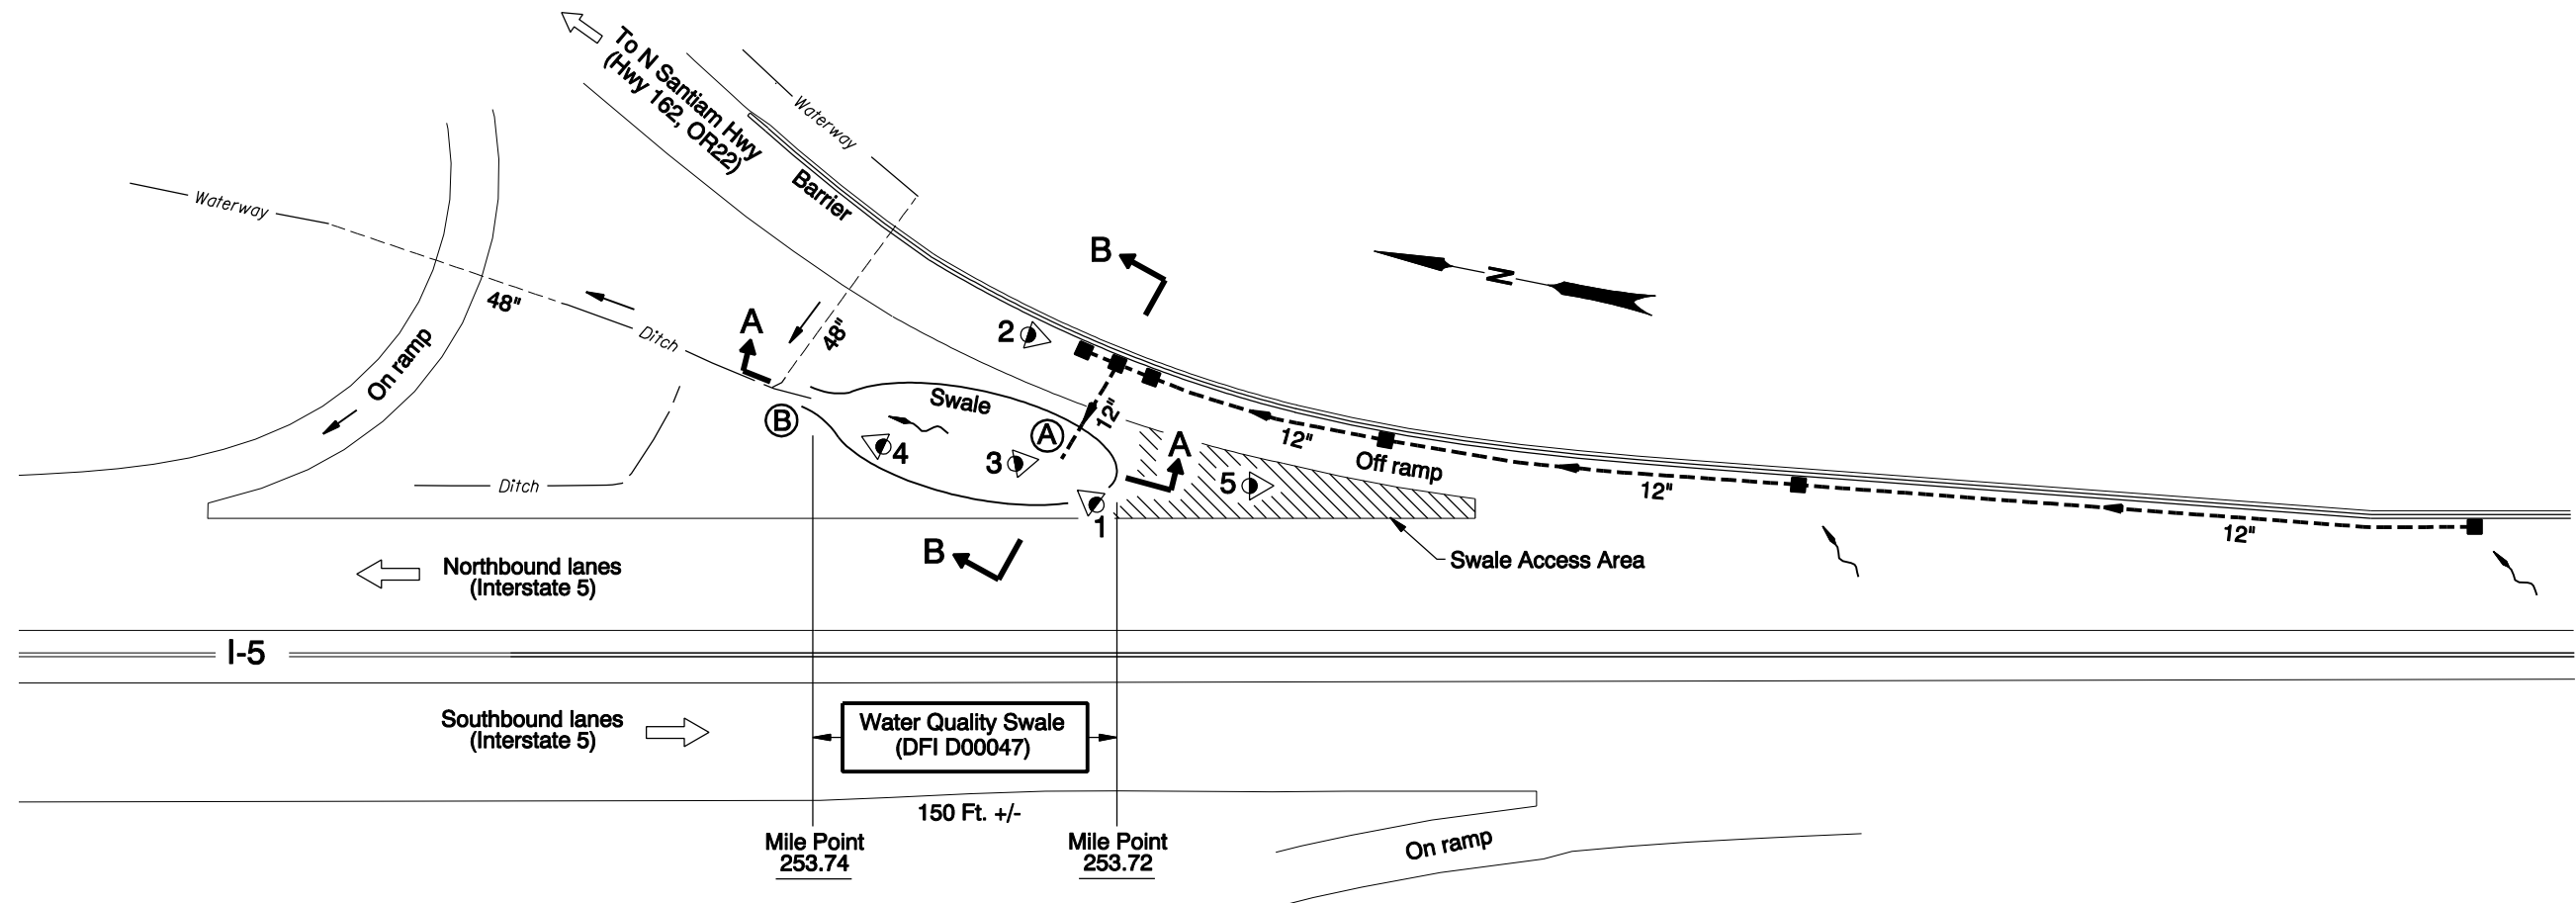 To N Santiam Hwy
(Hwy 162, OR22)
Waterway
Barrier
Waterway
B
N
48"
On ramp
Ditch
A
48"
2
B
Swale
4
3
A
12"
A
5
12"
Off ramp
12"
12"
Ditch
1
B
Swale Access Area
Northbound lanes
(Interstate 5)
I-5
Southbound lanes
(Interstate 5)
Water Quality Swale
(DFI D00047)
150 Ft. +/-
Mile Point
253.74
Mile Point
253.72
On ramp